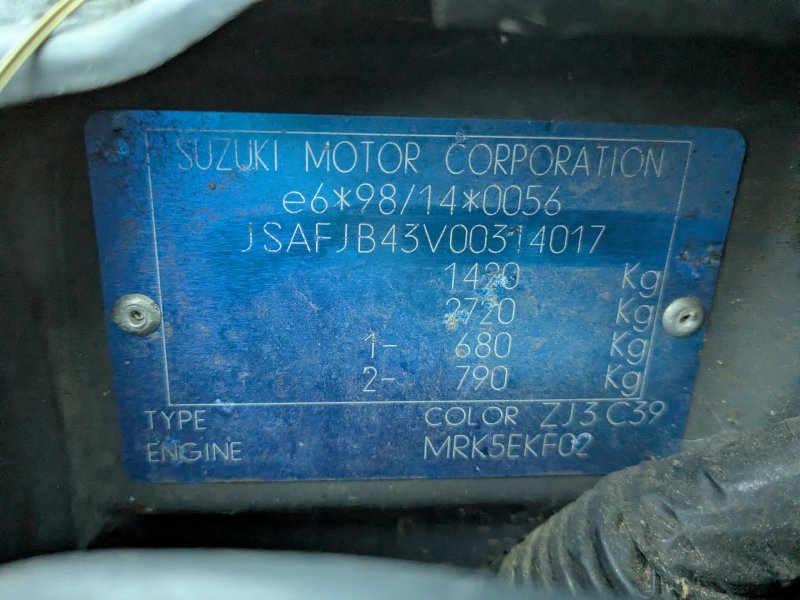 SUZUKI MOTOR CORPORATION
e6*98/14*0056
JSAFJB43V00314017
1420 Kg
2720 Kg
1- 680 Kg
2- 790 Kg
TYPE COLOR ZJ3 C39
ENGINE MRK5EKF02